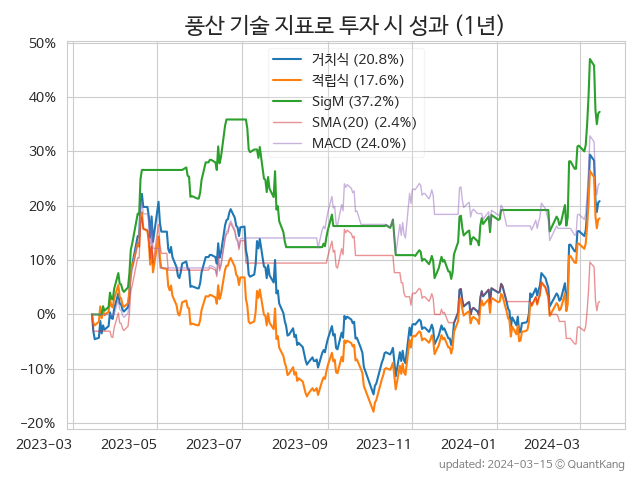 풍산 기술 지표로 투자 시 성과 (1년)
거치식 (20.8%)
적립식 (17.6%)
SigM (37.2%)
SMA(20) (2.4%)
MACD (24.0%)
50%
40%
30%
20%
10%
0%
−10%
−20%
2023−03
2023−05
2023−07
2023−09
2023−11
2024−01
2024−03
updated: 2024−03−15 ⓒ QuantKang